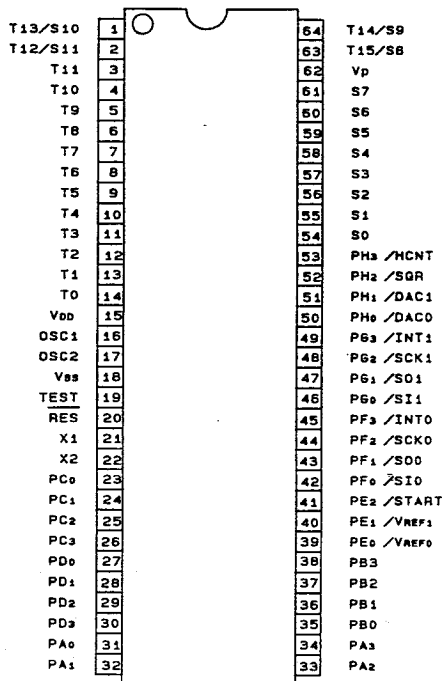 T13/S10 1 64 T14/S9
T12/S11 2 63 T15/S8
T11 3 62 Vp
T10 4 61 S7
T9 5 60 S6
T8 6 59 S5
T7 7 58 S4
T6 8 57 S3
T5 9 56 S2
T4 10 55 S1
T3 11 54 S0
T2 12 53 PH3/HCNT
T1 13 52 PH2/SQR
T0 14 51 PH1/DAC1
VDD 15 50 PH0/DAC0
OSC1 16 49 PG3/INT1
OSC2 17 48 PG2/SCK1
VSS 18 47 PG1/SO1
TEST 19 46 PG0/SI1
RES 20 45 PF3/INT0
X1 21 44 PF2/SCK0
X2 22 43 PF1/SO0
PC0 23 42 PF0/SI0
PC1 24 41 PE2/START
PC2 25 40 PE1/VREF1
PC3 26 39 PE0/VREF0
PD0 27 38 PB3
PD1 28 37 PB2
PD2 29 36 PB1
PD3 30 35 PB0
PA0 31 34 PA3
PA1 32 33 PA2